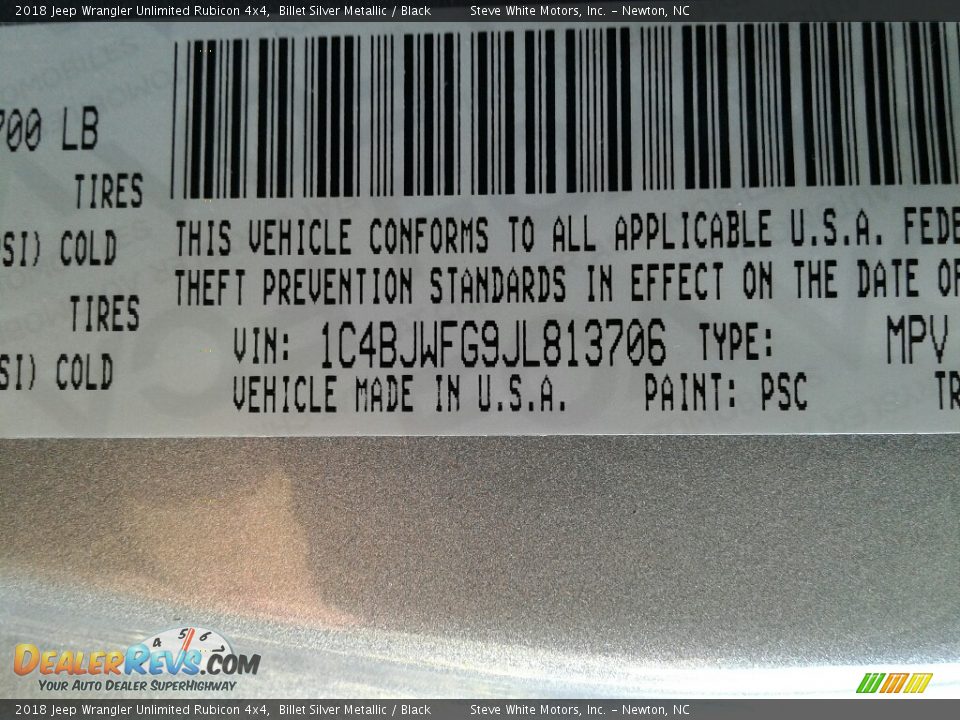 2018 Jeep Wrangler Unlimited Rubicon 4x4, Billet Silver Metallic / Black Steve White Motors, Inc. - Newton, NC
700 LB
TIRES
SI) COLD
TIRES
SI) COLD
THIS VEHICLE CONFORMS TO ALL APPLICABLE U.S.A. FEDE
THEFT PREVENTION STANDARDS IN EFFECT ON THE DATE OF
VIN: 1C4BJWFG9JL813706 TYPE: MPV
VEHICLE MADE IN U.S.A. PAINT: PSC TR
4 5 6
DEALERREVS.COM
YOUR AUTO DEALER SUPERHIGHWAY
2018 Jeep Wrangler Unlimited Rubicon 4x4, Billet Silver Metallic / Black Steve White Motors, Inc. - Newton, NC